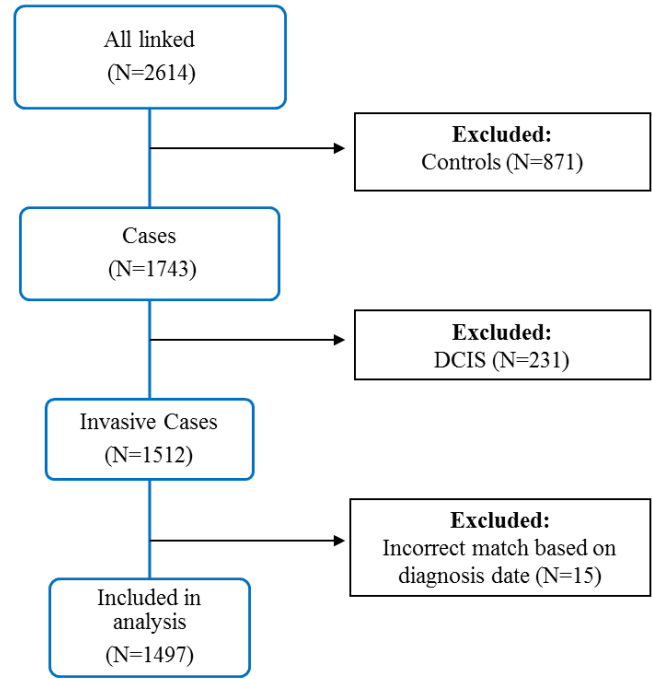 All linked
(N=2614)
Excluded:
Controls (N=871)
Cases
(N=1743)
Excluded:
DCIS (N=231)
Invasive Cases
(N=1512)
Excluded:
Incorrect match based on
diagnosis date (N=15)
Included in
analysis
(N=1497)